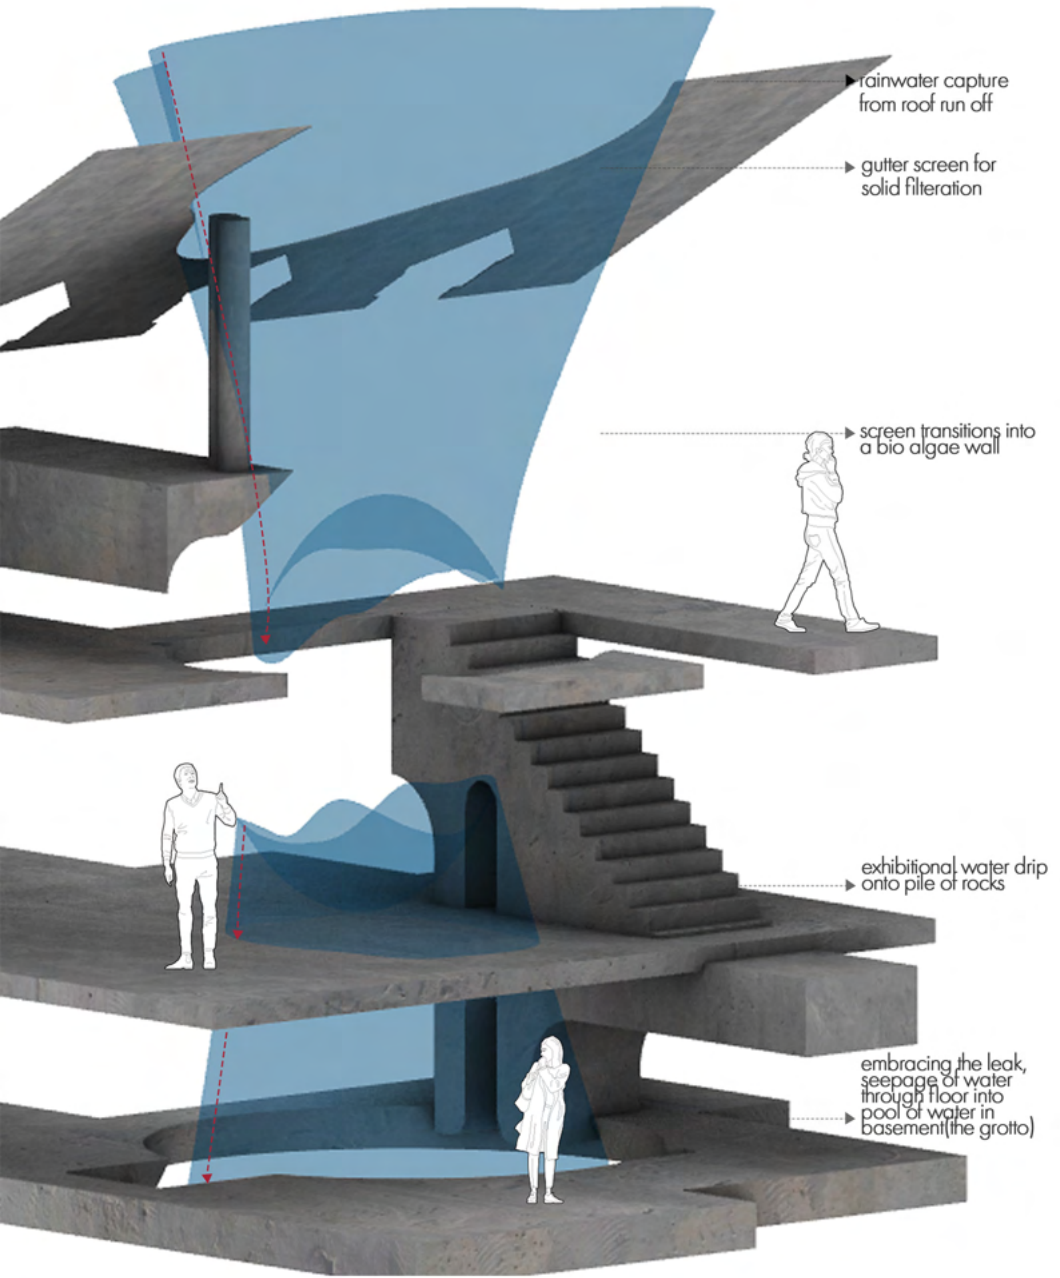 rainwater capture
from roof run off
gutter screen for
solid filteration
screen transitions into
a bio algae wall
exhibitional water drip
onto pile of rocks
embracing the leak,
seepage of water
through floor into
pool of water in
basement(the grotto)